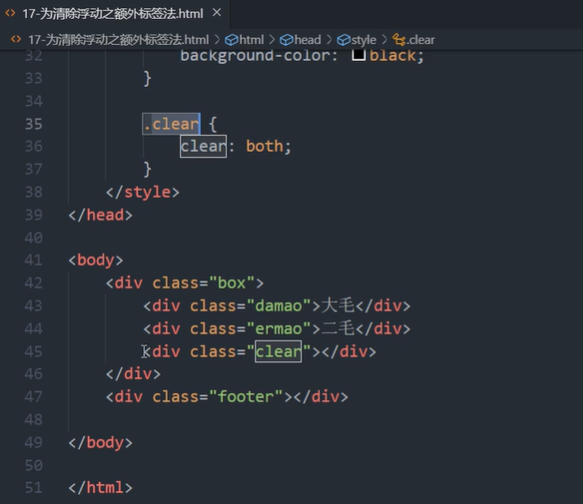 17-为清除浮动之额外标签法.html ×
17-为清除浮动之额外标签法.html > html > head > style > .clear
32 background-color: black;
33 }
34
35 .clear {
36 clear: both;
37 }
38 </style>
39 </head>
40
41 <body>
42 <div class="box">
43 <div class="damao">大毛</div>
44 <div class="ermao">二毛</div>
45 <div class="clear"></div>
46 </div>
47 <div class="footer"></div>
48
49 </body>
50
51 </html>